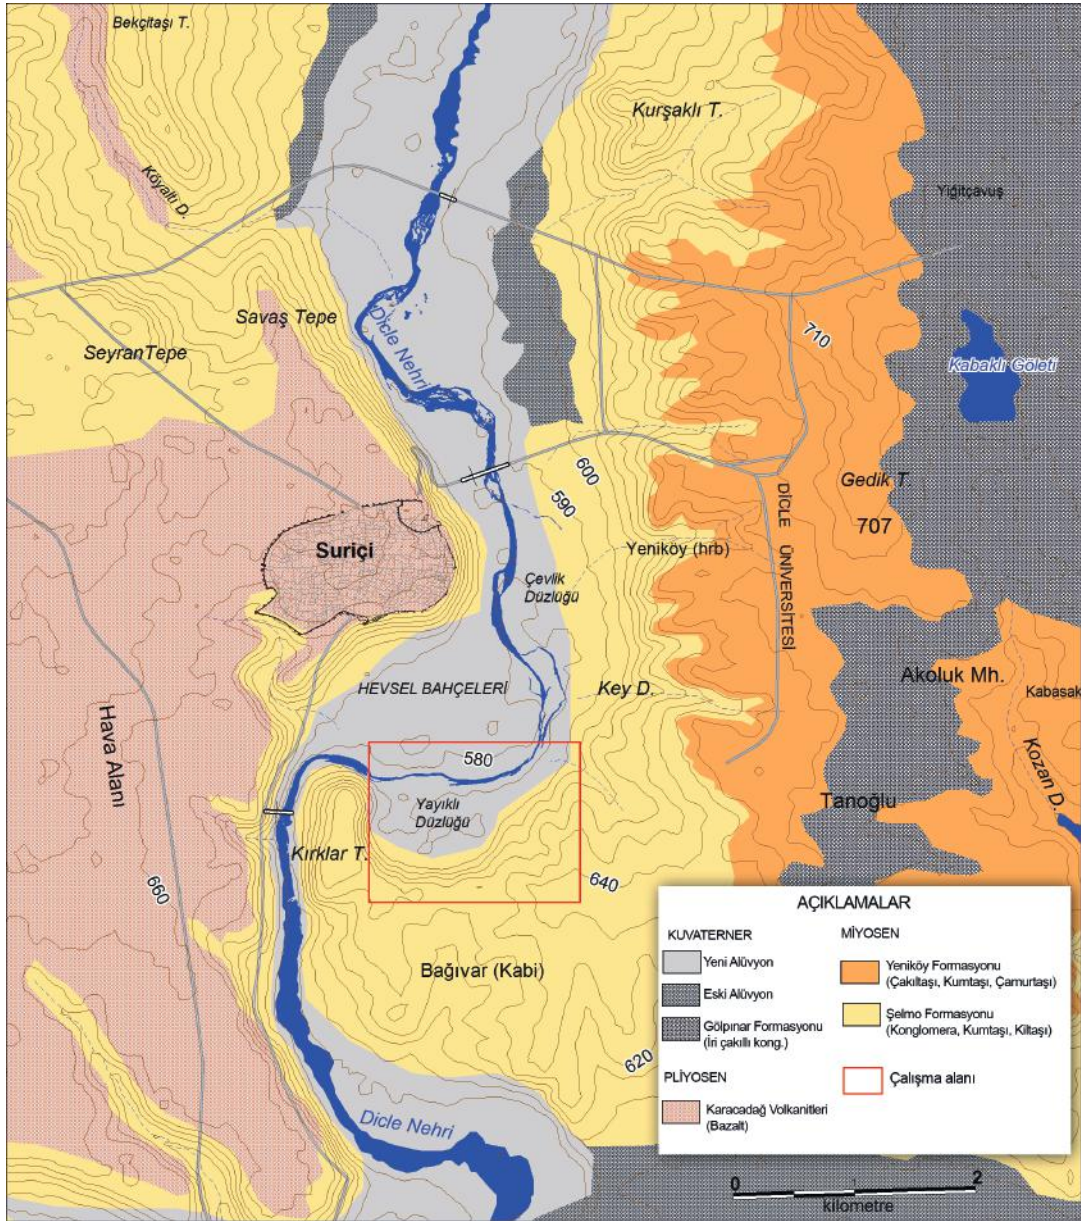 Bekçitaşı T.
Kurşaklı T.
Köyaltı D.
Yiğitçavuş
Savaş Tepe
Dicle Nehri
SeyranTepe
710
Kabaklı Göleti
600
590
Gedik T.
707
DİCLE ÜNİVERSİTESİ
Suriçi
Yeniköy (hrb)
Çevlik
Düzlüğü
HEVSEL BAHÇELERİ
Key D.
Akoluk Mh.
Kabasak
Kozan D.
Hava Alanı
580
Yayıklı
Düzlüğü
Tanoğlu
Kırklar T.
660
640
Bağıvar (Kabi)
620
Dicle Nehri
AÇIKLAMALAR
KUVATERNER
Yeni Alüvyon
Eski Alüvyon
Gölpınar Formasyonu
(İri çakıllı kong.)
PLİYOSEN
Karacadağ Volkanitleri
(Bazalt)
MİYOSEN
Yeniköy Formasyonu
(Çakıltaşı, Kumtaşı, Çamurtaşı)
Şelmo Formasyonu
(Konglomera, Kumtaşı, Kiltaşı)
Çalışma alanı
0 2
kilometre